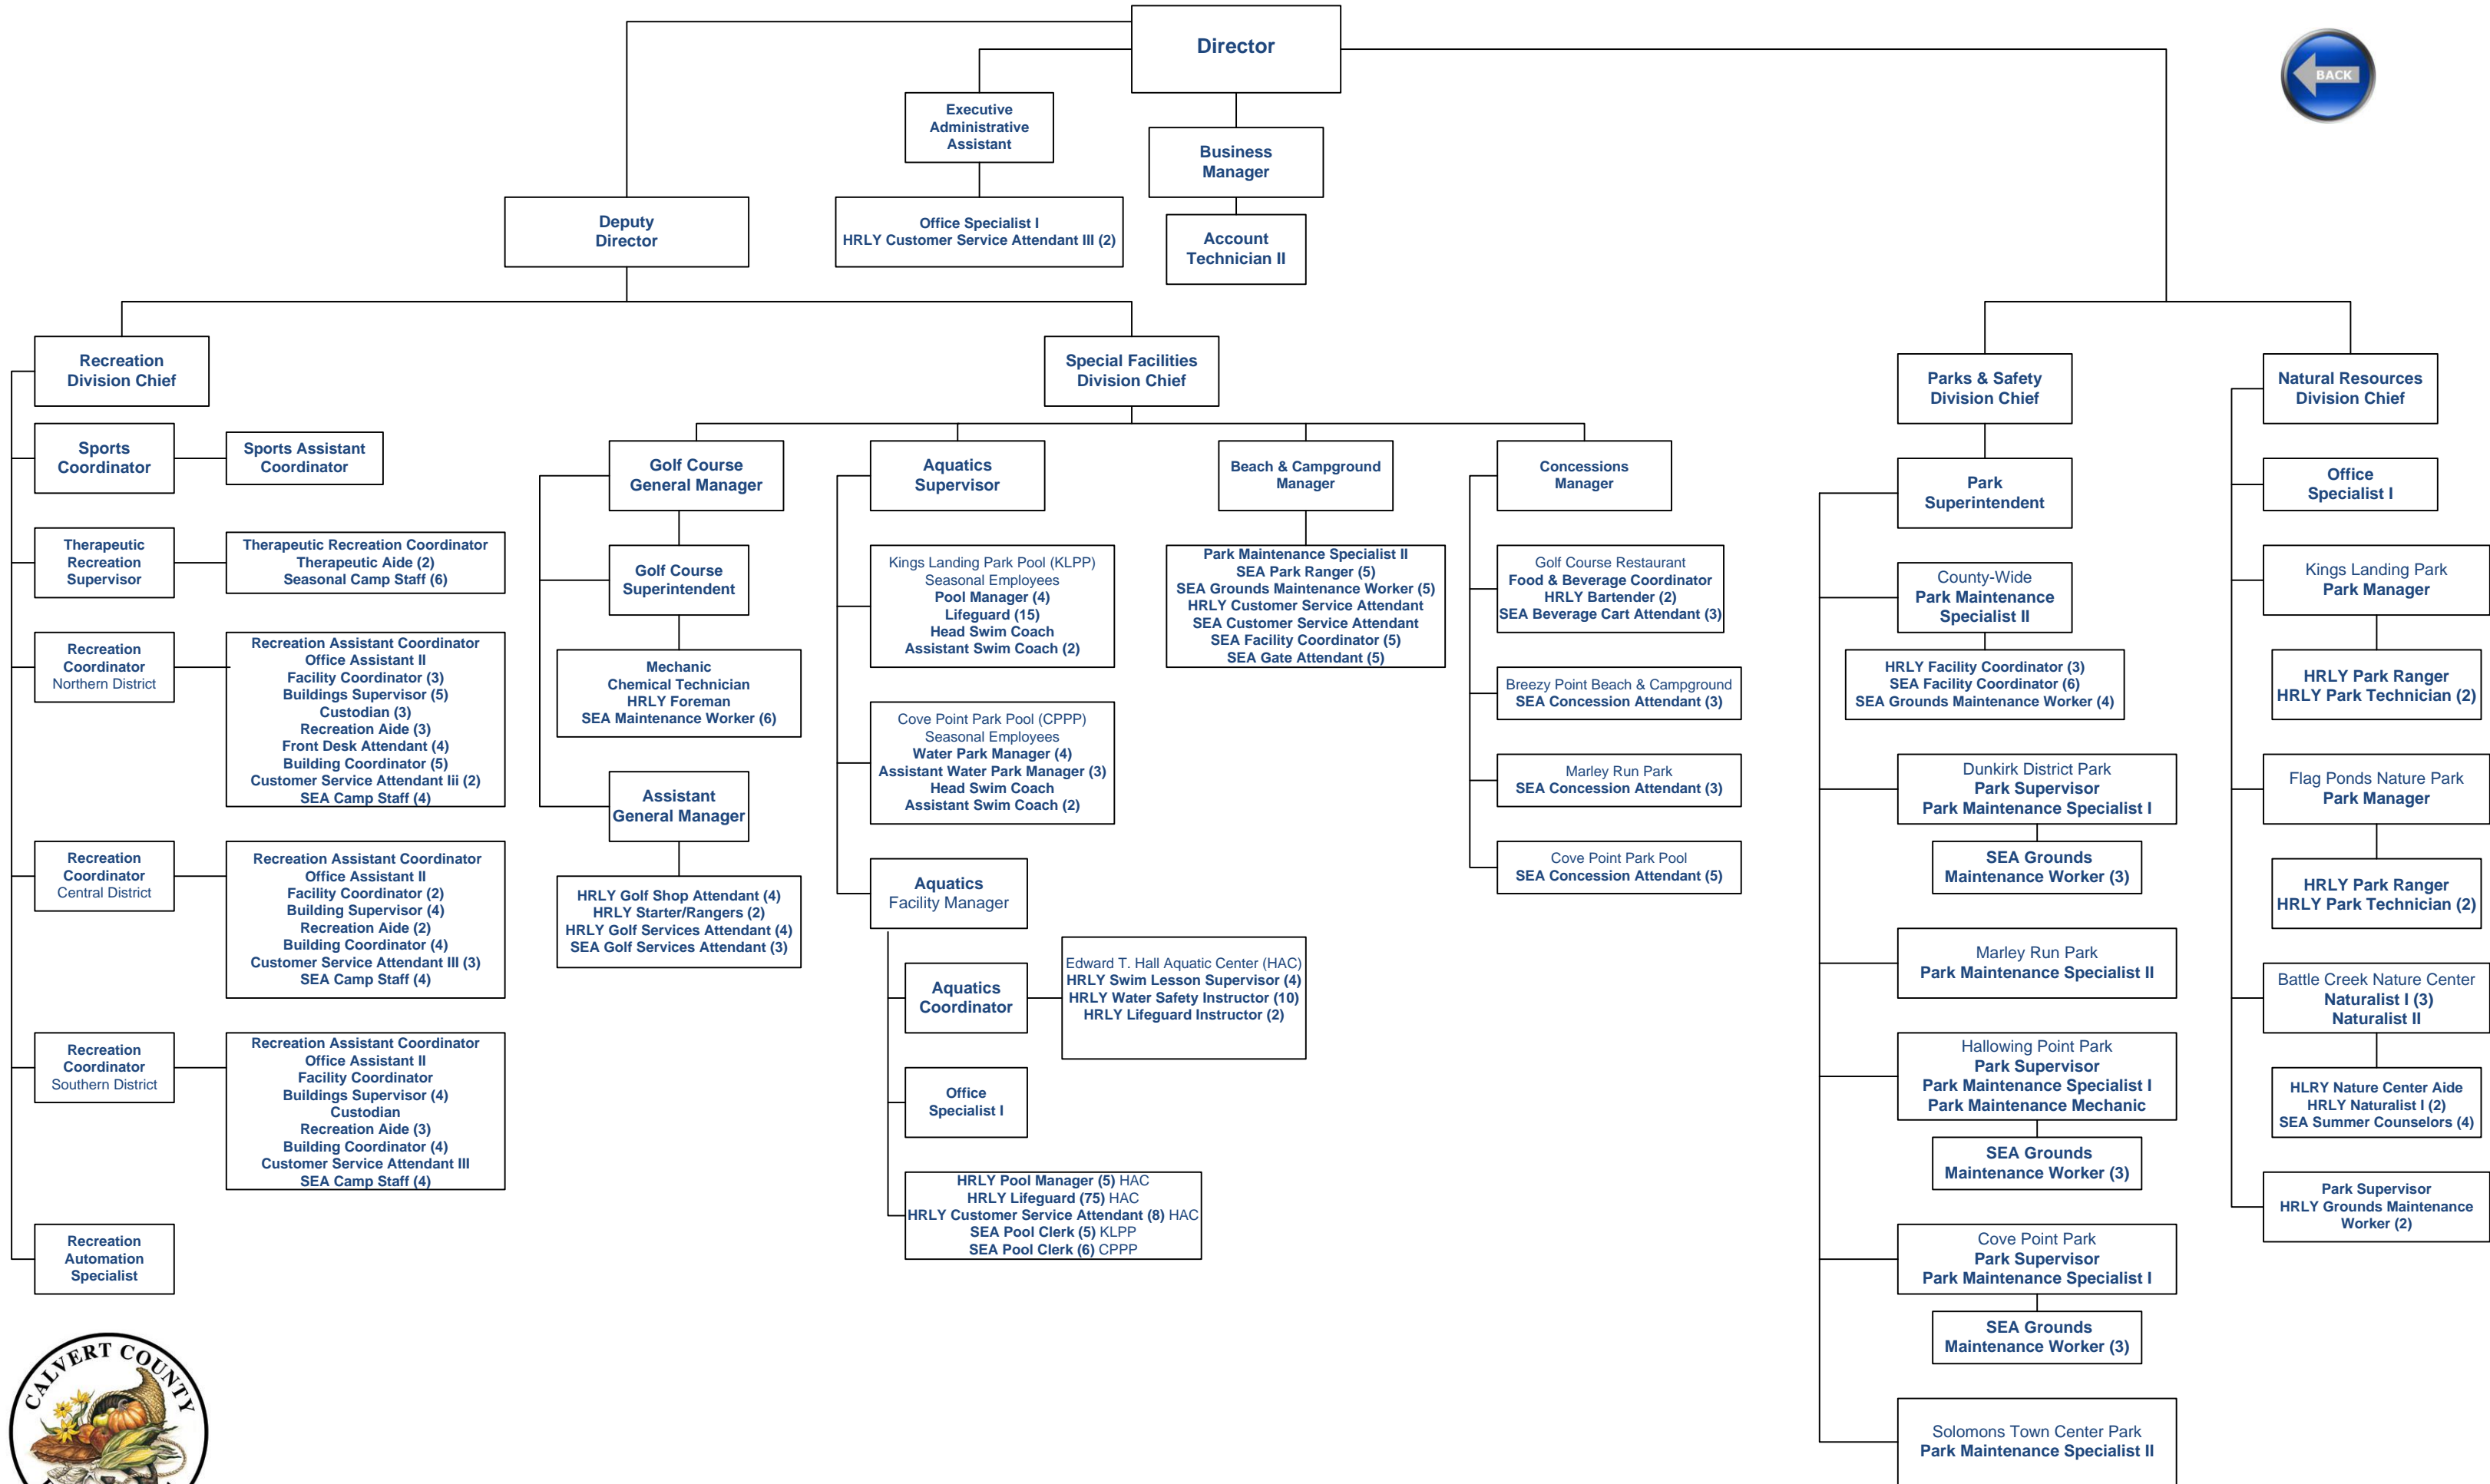 Director
BACK
Executive
Administrative
Assistant
Business
Manager
Deputy
Director
Office Specialist I
HRLY Customer Service Attendant III (2)
Account
Technician II
Recreation
Division Chief
Sports
Coordinator
Sports Assistant
Coordinator
Therapeutic
Recreation
Supervisor
Therapeutic Recreation Coordinator
Therapeutic Aide (2)
Seasonal Camp Staff (6)
Recreation
Coordinator
Northern District
Recreation Assistant Coordinator
Office Assistant II
Facility Coordinator (3)
Buildings Supervisor (5)
Custodian (3)
Recreation Aide (3)
Front Desk Attendant (4)
Building Coordinator (5)
Customer Service Attendant Iii (2)
SEA Camp Staff (4)
Recreation
Coordinator
Central District
Recreation Assistant Coordinator
Office Assistant II
Facility Coordinator (2)
Building Supervisor (4)
Recreation Aide (2)
Building Coordinator (4)
Customer Service Attendant III (3)
SEA Camp Staff (4)
Recreation
Coordinator
Southern District
Recreation Assistant Coordinator
Office Assistant II
Facility Coordinator
Buildings Supervisor (4)
Custodian
Recreation Aide (3)
Building Coordinator (4)
Customer Service Attendant III
SEA Camp Staff (4)
Recreation
Automation
Specialist
Special Facilities
Division Chief
Golf Course
General Manager
Golf Course
Superintendent
Mechanic
Chemical Technician
HRLY Foreman
SEA Maintenance Worker (6)
Assistant
General Manager
HRLY Golf Shop Attendant (4)
HRLY Starter/Rangers (2)
HRLY Golf Services Attendant (4)
SEA Golf Services Attendant (3)
Aquatics
Supervisor
Kings Landing Park Pool (KLPP)
Seasonal Employees
Pool Manager (4)
Lifeguard (15)
Head Swim Coach
Assistant Swim Coach (2)
Cove Point Park Pool (CPPP)
Seasonal Employees
Water Park Manager (4)
Assistant Water Park Manager (3)
Head Swim Coach
Assistant Swim Coach (2)
Aquatics
Facility Manager
Aquatics
Coordinator
Edward T. Hall Aquatic Center (HAC)
HRLY Swim Lesson Supervisor (4)
HRLY Water Safety Instructor (10)
HRLY Lifeguard Instructor (2)
Office
Specialist I
HRLY Pool Manager (5) HAC
HRLY Lifeguard (75) HAC
HRLY Customer Service Attendant (8) HAC
SEA Pool Clerk (5) KLPP
SEA Pool Clerk (6) CPPP
Beach & Campground
Manager
Park Maintenance Specialist II
SEA Park Ranger (5)
SEA Grounds Maintenance Worker (5)
HRLY Customer Service Attendant
SEA Customer Service Attendant
SEA Facility Coordinator (5)
SEA Gate Attendant (5)
Concessions
Manager
Golf Course Restaurant
Food & Beverage Coordinator
HRLY Bartender (2)
SEA Beverage Cart Attendant (3)
Breezy Point Beach & Campground
SEA Concession Attendant (3)
Marley Run Park
SEA Concession Attendant (3)
Cove Point Park Pool
SEA Concession Attendant (5)
Parks & Safety
Division Chief
Park
Superintendent
County-Wide
Park Maintenance
Specialist II
HRLY Facility Coordinator (3)
SEA Facility Coordinator (6)
SEA Grounds Maintenance Worker (4)
Dunkirk District Park
Park Supervisor
Park Maintenance Specialist I
SEA Grounds
Maintenance Worker (3)
Marley Run Park
Park Maintenance Specialist II
Hallowing Point Park
Park Supervisor
Park Maintenance Specialist I
Park Maintenance Mechanic
SEA Grounds
Maintenance Worker (3)
Cove Point Park
Park Supervisor
Park Maintenance Specialist I
SEA Grounds
Maintenance Worker (3)
Solomons Town Center Park
Park Maintenance Specialist II
Natural Resources
Division Chief
Office
Specialist I
Kings Landing Park
Park Manager
HRLY Park Ranger
HRLY Park Technician (2)
Flag Ponds Nature Park
Park Manager
HRLY Park Ranger
HRLY Park Technician (2)
Battle Creek Nature Center
Naturalist I (3)
Naturalist II
HLRY Nature Center Aide
HRLY Naturalist I (2)
SEA Summer Counselors (4)
Park Supervisor
HRLY Grounds Maintenance
Worker (2)
CALVERT COUNTY